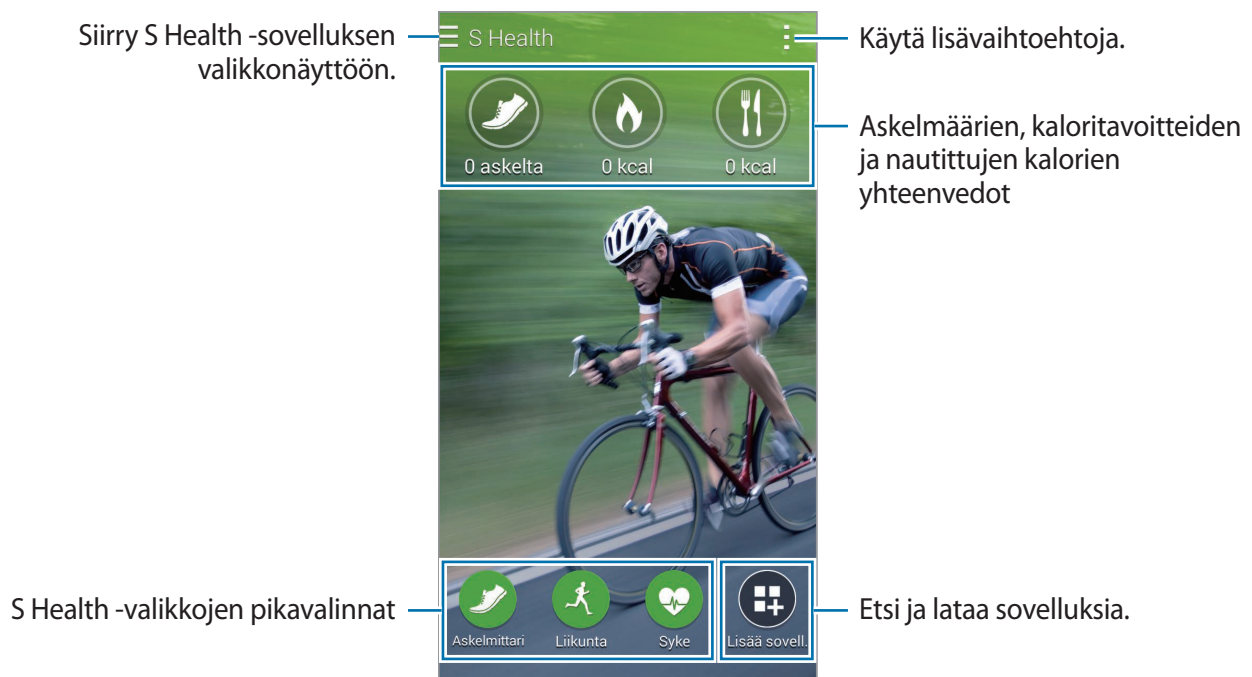 Siirry S Health -sovelluksen
valikkonäyttöön.
S Health
Käytä lisävaihtoehtoja.
0 askelta
0 kcal
0 kcal
Askelmäärien, kaloritavoitteiden
ja nautittujen kalorien
yhteenvedot
S Health -valikkojen pikavalinnat
Askelmittari
Liikunta
Syke
Lisää sovell.
Etsi ja lataa sovelluksia.